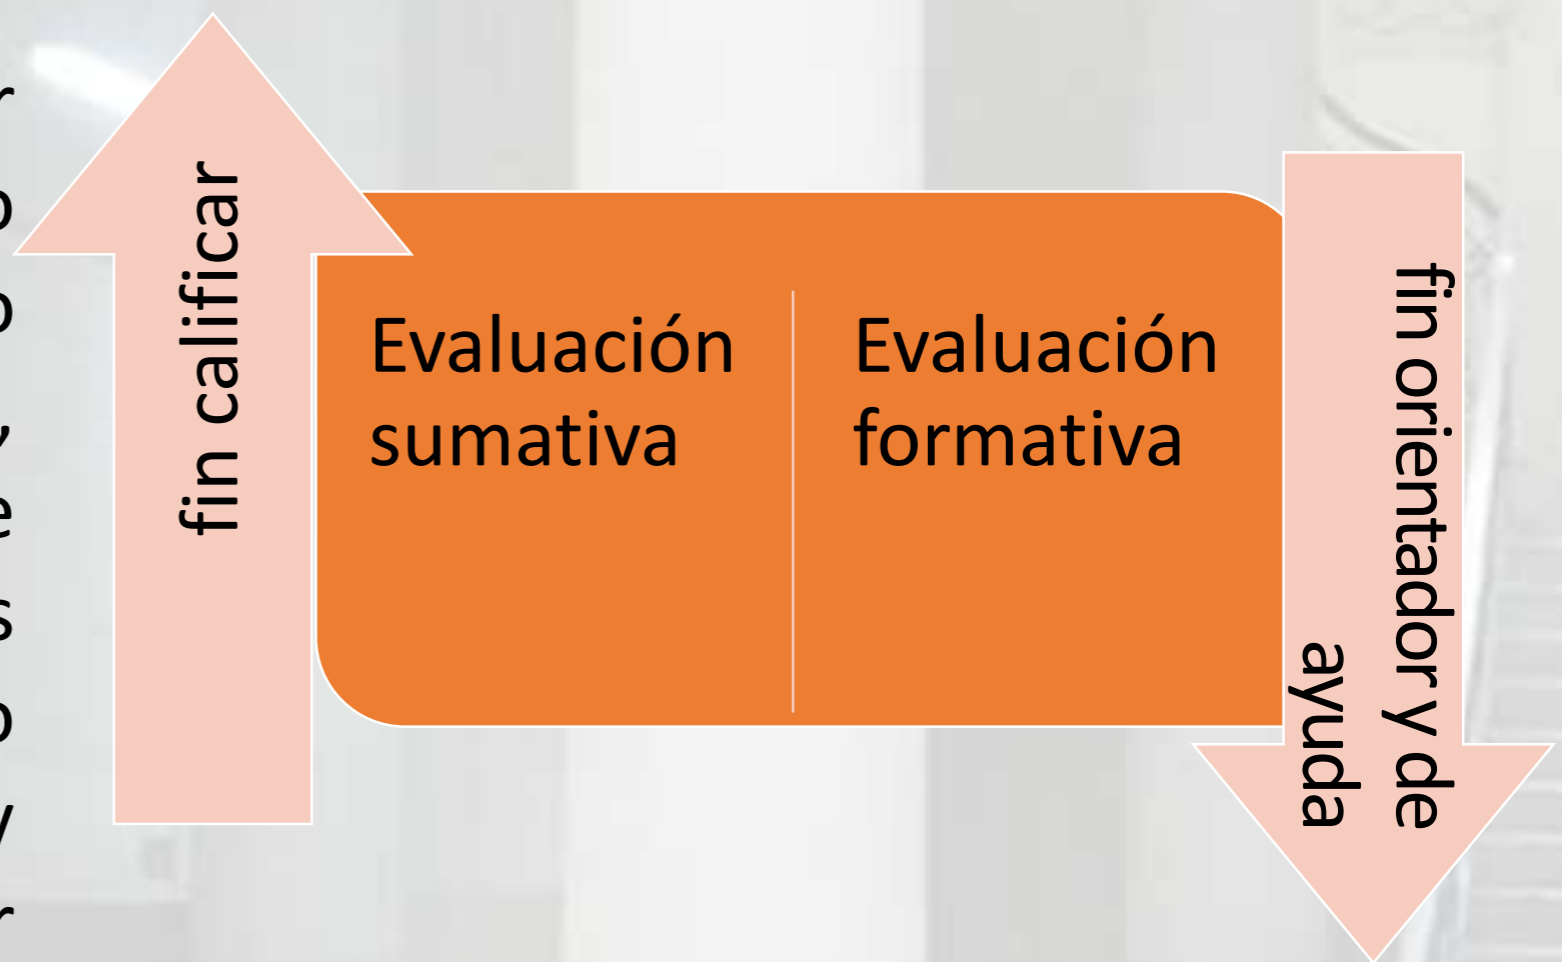 fin calificar
Evaluación
sumativa
Evaluación
formativa
fin orientador y de
ayuda